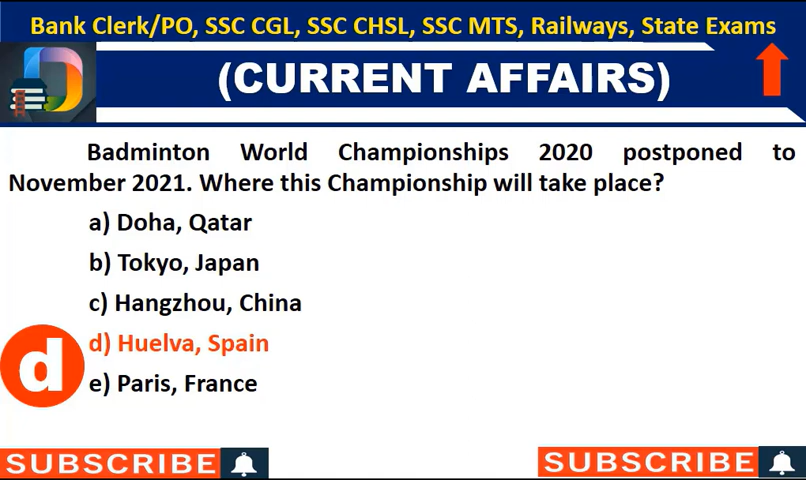 Bank Clerk/PO, SSC CGL, SSC CHSL, SSC MTS, Railways, State Exams
(CURRENT AFFAIRS)
Badminton World Championships 2020 postponed to
November 2021. Where this Championship will take place?
a) Doha, Qatar
b) Tokyo, Japan
c) Hangzhou, China
d d) Huelva, Spain
e) Paris, France
SUBSCRIBE SUBSCRIBE